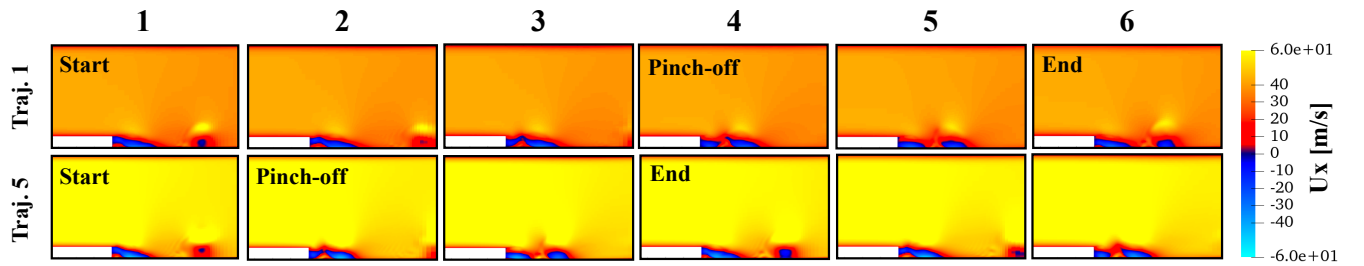 1 2 3 4 5 6
Traj. 1
Start
Pinch-off
End
Traj. 5
Start
Pinch-off
End
6.0e+01
40
30
20
10
0
-10
-20
-30
-40
-6.0e+01
Ux [m/s]